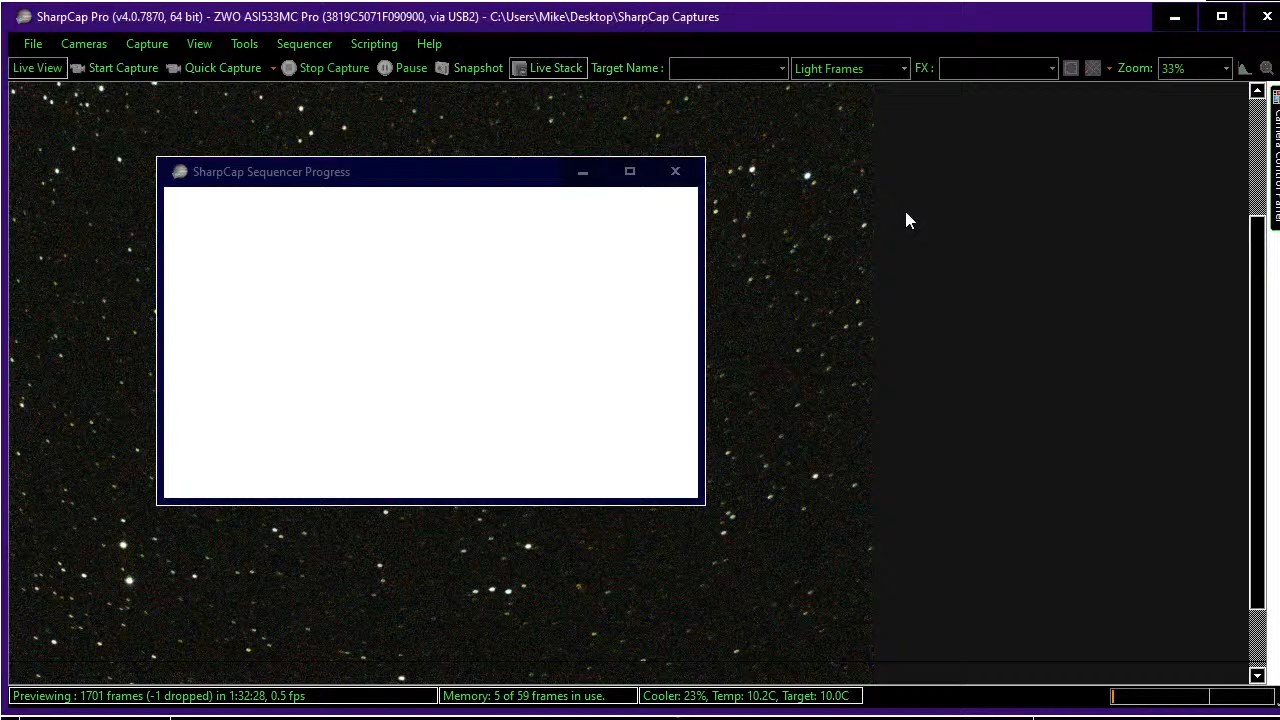 SharpCap Pro (v4.0.7870, 64 bit) - ZWO ASI533MC Pro (3819C5071F090900, via USB2) - C:\Users\Mike\Desktop\SharpCap Captures
File Cameras Capture View Tools Sequencer Scripting Help
Live View Start Capture Quick Capture Stop Capture Pause Snapshot Live Stack Target Name : Light Frames FX : Zoom: 33%
SharpCap Sequencer Progress
Previewing : 1701 frames (-1 dropped) in 1:32:28, 0.5 fps Memory: 5 of 59 frames in use. Cooler: 23%, Temp: 10.2C, Target: 10.0C